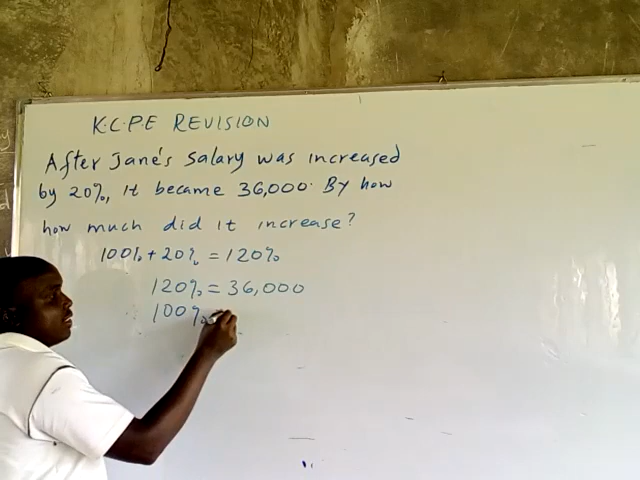 K.C.P.E REVISION
After Jane's Salary was increased
by 20%, it became 36,000. By how
how much did it increase?
100% + 20% = 120%
120% = 36,000
100%